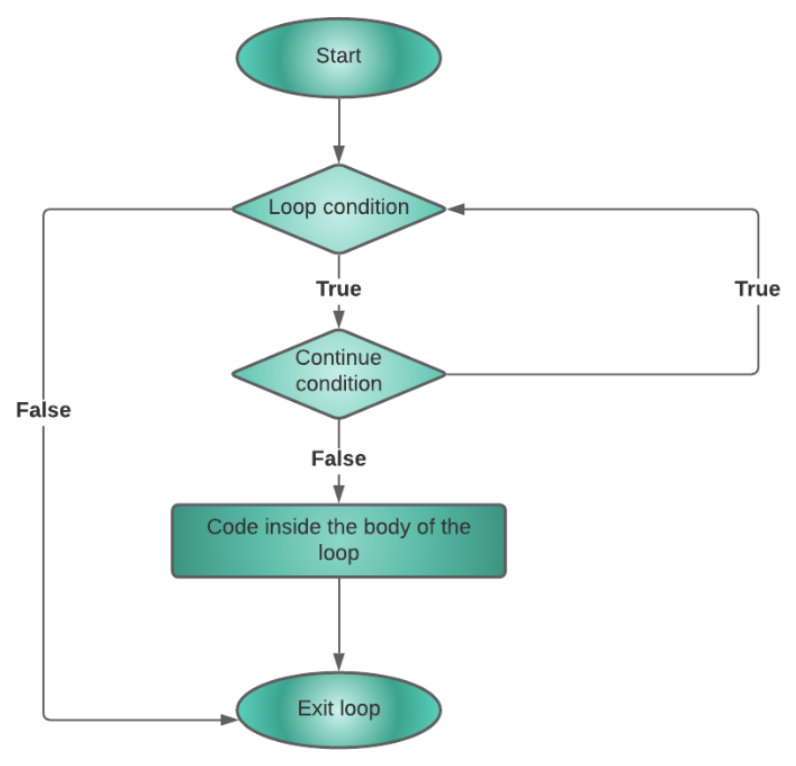 Start
Loop condition
True
True
Continue
condition
False
False
Code inside the body of the
loop
Exit loop